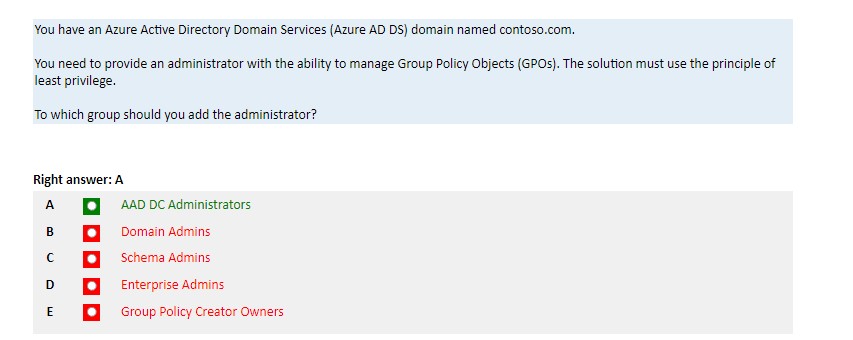 You have an Azure Active Directory Domain Services (Azure AD DS) domain named contoso.com.
You need to provide an administrator with the ability to manage Group Policy Objects (GPOs). The solution must use the principle of
least privilege.
To which group should you add the administrator?
Right answer: A
A AAD DC Administrators
B Domain Admins
C Schema Admins
D Enterprise Admins
E Group Policy Creator Owners